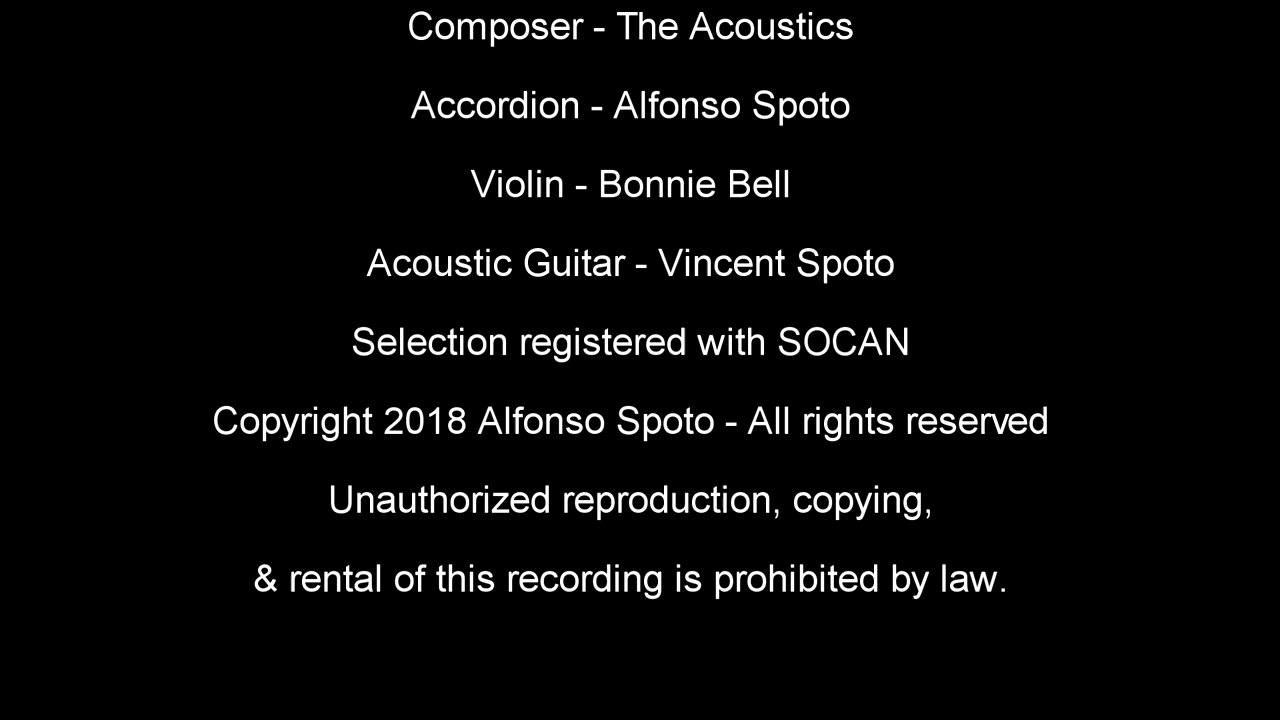 Composer - The Acoustics
Accordion - Alfonso Spoto
Violin - Bonnie Bell
Acoustic Guitar - Vincent Spoto
Selection registered with SOCAN
Copyright 2018 Alfonso Spoto - All rights reserved
Unauthorized reproduction, copying,
& rental of this recording is prohibited by law.